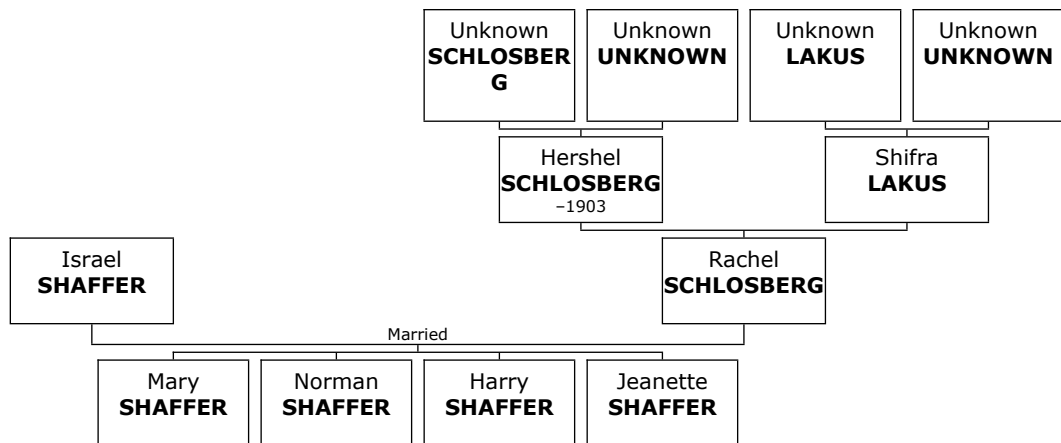 Unknown
SCHLOSBER
G
Unknown
UNKNOWN
Unknown
LAKUS
Unknown
UNKNOWN
Hershel
SCHLOSBERG
–1903
Shifra
LAKUS
Israel
SHAFFER
Rachel
SCHLOSBERG
Married
Mary
SHAFFER
Norman
SHAFFER
Harry
SHAFFER
Jeanette
SHAFFER